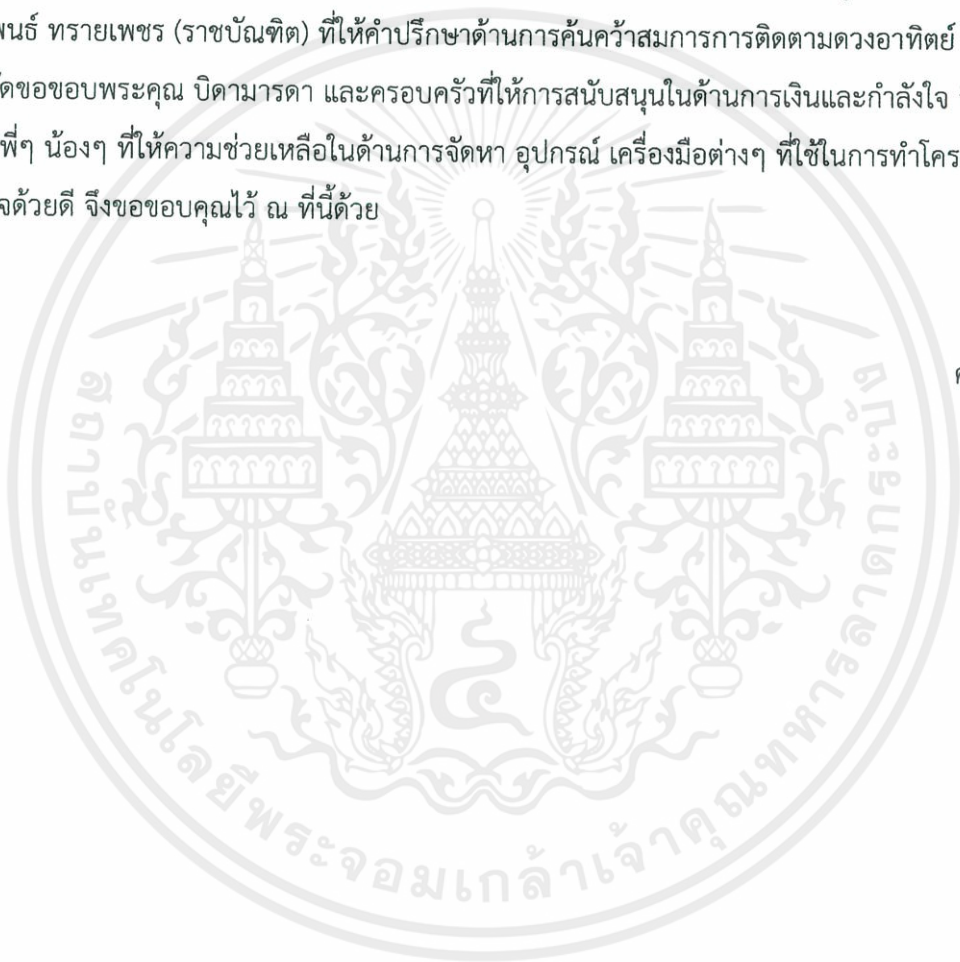 พนธ์ ทรายเพชร (ราชบัณฑิต) ที่ให้คำปรึกษาด้านการค้นคว้าสมการการติดตามดวงอาทิตย์
ขอขอบพระคุณ บิดามารดา และครอบครัวที่ให้การสนับสนุนในด้านการเงินและกำลังใจ
พี่ๆ น้องๆ ที่ให้ความช่วยเหลือในด้านการจัดหา อุปกรณ์ เครื่องมือต่างๆ ที่ใช้ในการทำโคร
จด้วยดี จึงขอขอบคุณไว้ ณ ที่นี้ด้วย
สถาบันเทคโนโลยีพระจอมเกล้าเจ้าคุณทหารลาดกระบัง